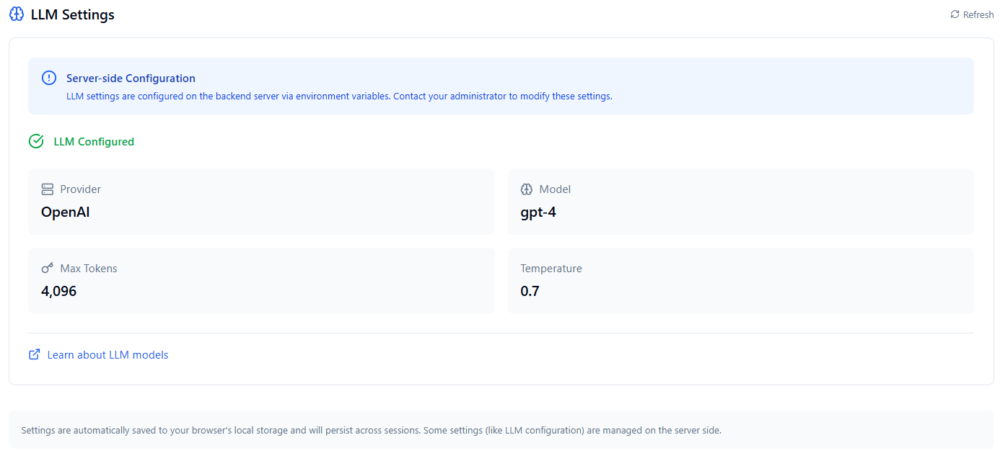 LLM Settings
Refresh
Server-side Configuration
LLM settings are configured on the backend server via environment variables. Contact your administrator to modify these settings.
LLM Configured
Provider
OpenAI
Model
gpt-4
Max Tokens
4,096
Temperature
0.7
Learn about LLM models
Settings are automatically saved to your browser's local storage and will persist across sessions. Some settings (like LLM configuration) are managed on the server side.